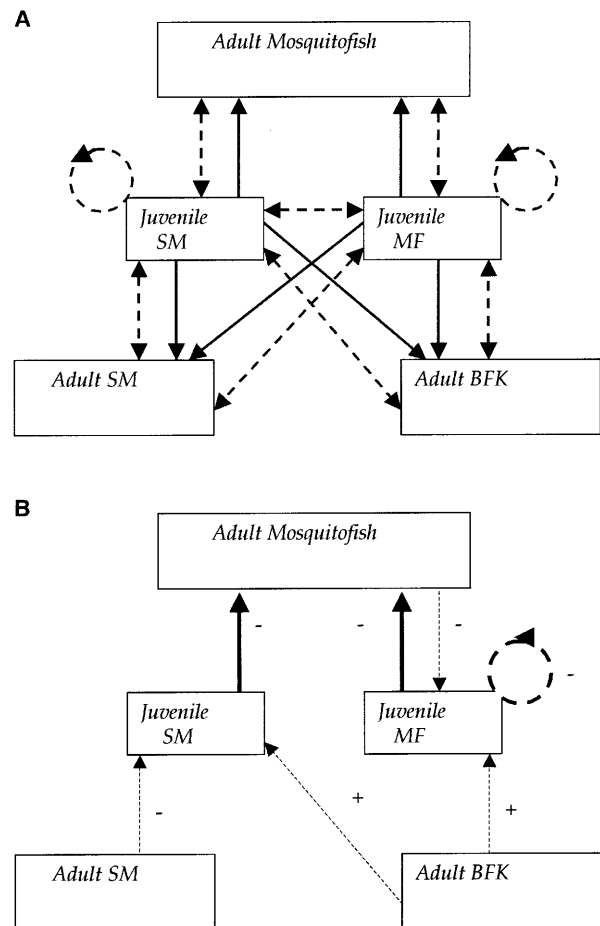 A
Adult Mosquitofish
Juvenile
SM
Juvenile
MF
Adult SM
Adult BFK
B
Adult Mosquitofish
- - -
Juvenile
SM
Juvenile
MF
-
-
+
+
Adult SM
Adult BFK